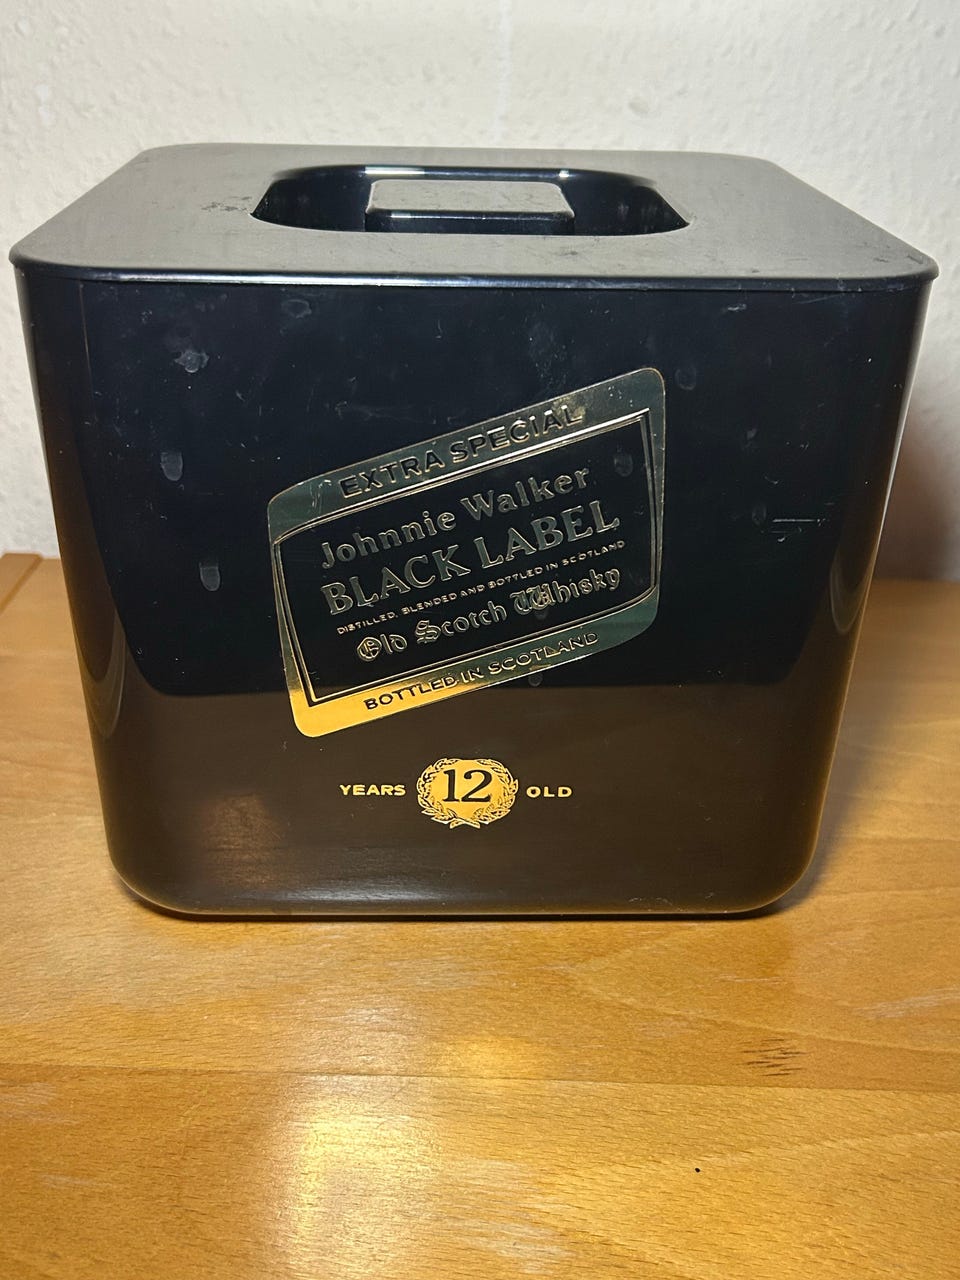 EXTRA SPECIAL
Johnnie Walker
BLACK LABEL
DISTILLED, BLENDED AND BOTTLED IN SCOTLAND
Old Scotch Whisky
BOTTLED IN SCOTLAND
YEARS 12 OLD